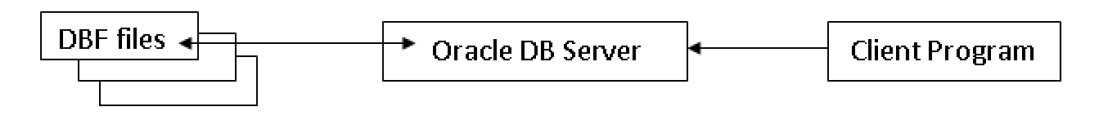 DBF files
Oracle DB Server
Client Program